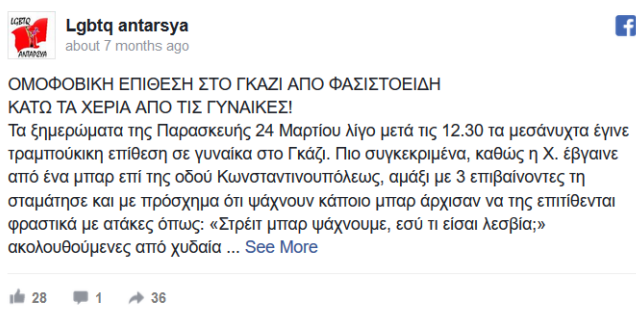 LGBTQ
ANTARSYA
Lgbtq antarsya
about 7 months ago
ΟΜΟΦΟΒΙΚΗ ΕΠΙΘΕΣΗ ΣΤΟ ΓΚΑΖΙ ΑΠΟ ΦΑΣΙΣΤΟΕΙΔΗ
ΚΑΤΩ ΤΑ ΧΕΡΙΑ ΑΠΟ ΤΙΣ ΓΥΝΑΙΚΕΣ!
Τα ξημερώματα της Παρασκευής 24 Μαρτίου λίγο μετά τις 12.30 τα μεσάνυχτα έγινε
τραμπούκικη επίθεση σε γυναίκα στο Γκάζι. Πιο συγκεκριμένα, καθώς η Χ. έβγαινε
από ένα μπαρ επί της οδού Κωνσταντινουπόλεως, αμάξι με 3 επιβαίνοντες τη
σταμάτησε και με πρόσχημα ότι ψάχνουν κάποιο μπαρ άρχισαν να της επιτίθενται
φραστικά με ατάκες όπως: «Στρέιτ μπαρ ψάχνουμε, εσύ τι είσαι λεσβία;»
ακολουθούμενες από χυδαία ... See More
28 1 36